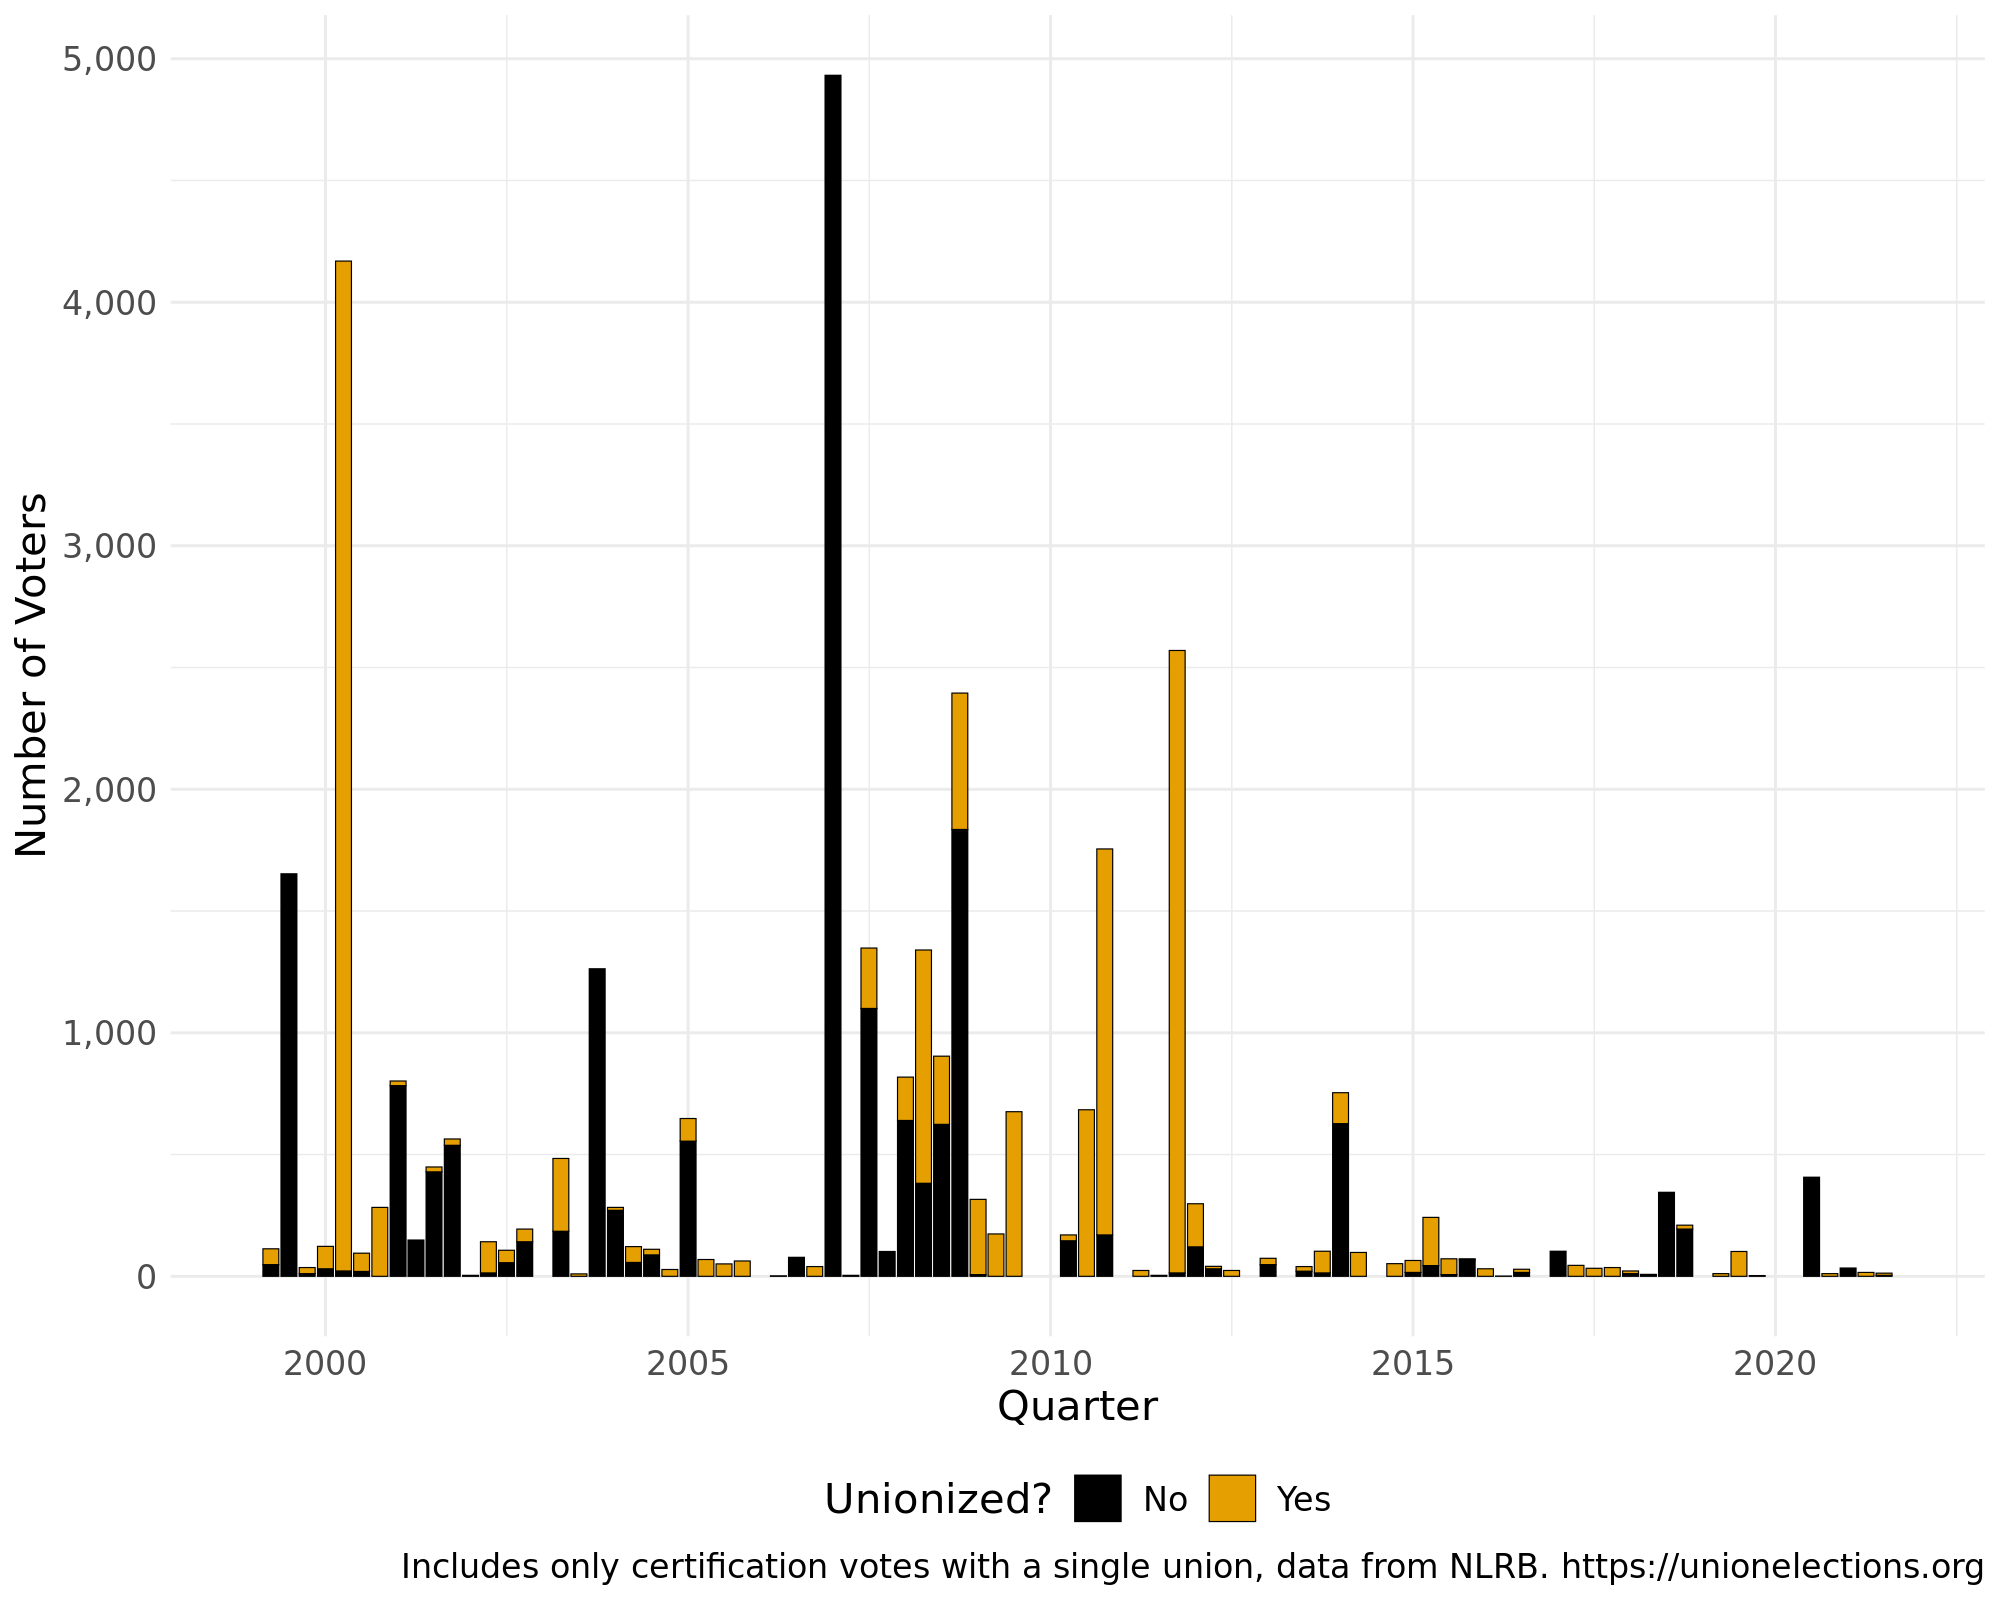 5,000
4,000
3,000
2,000
1,000
0
Number of Voters
2000 2005 2010 2015 2020
Quarter
Unionized? No Yes
Includes only certification votes with a single union, data from NLRB. https://unionelections.org